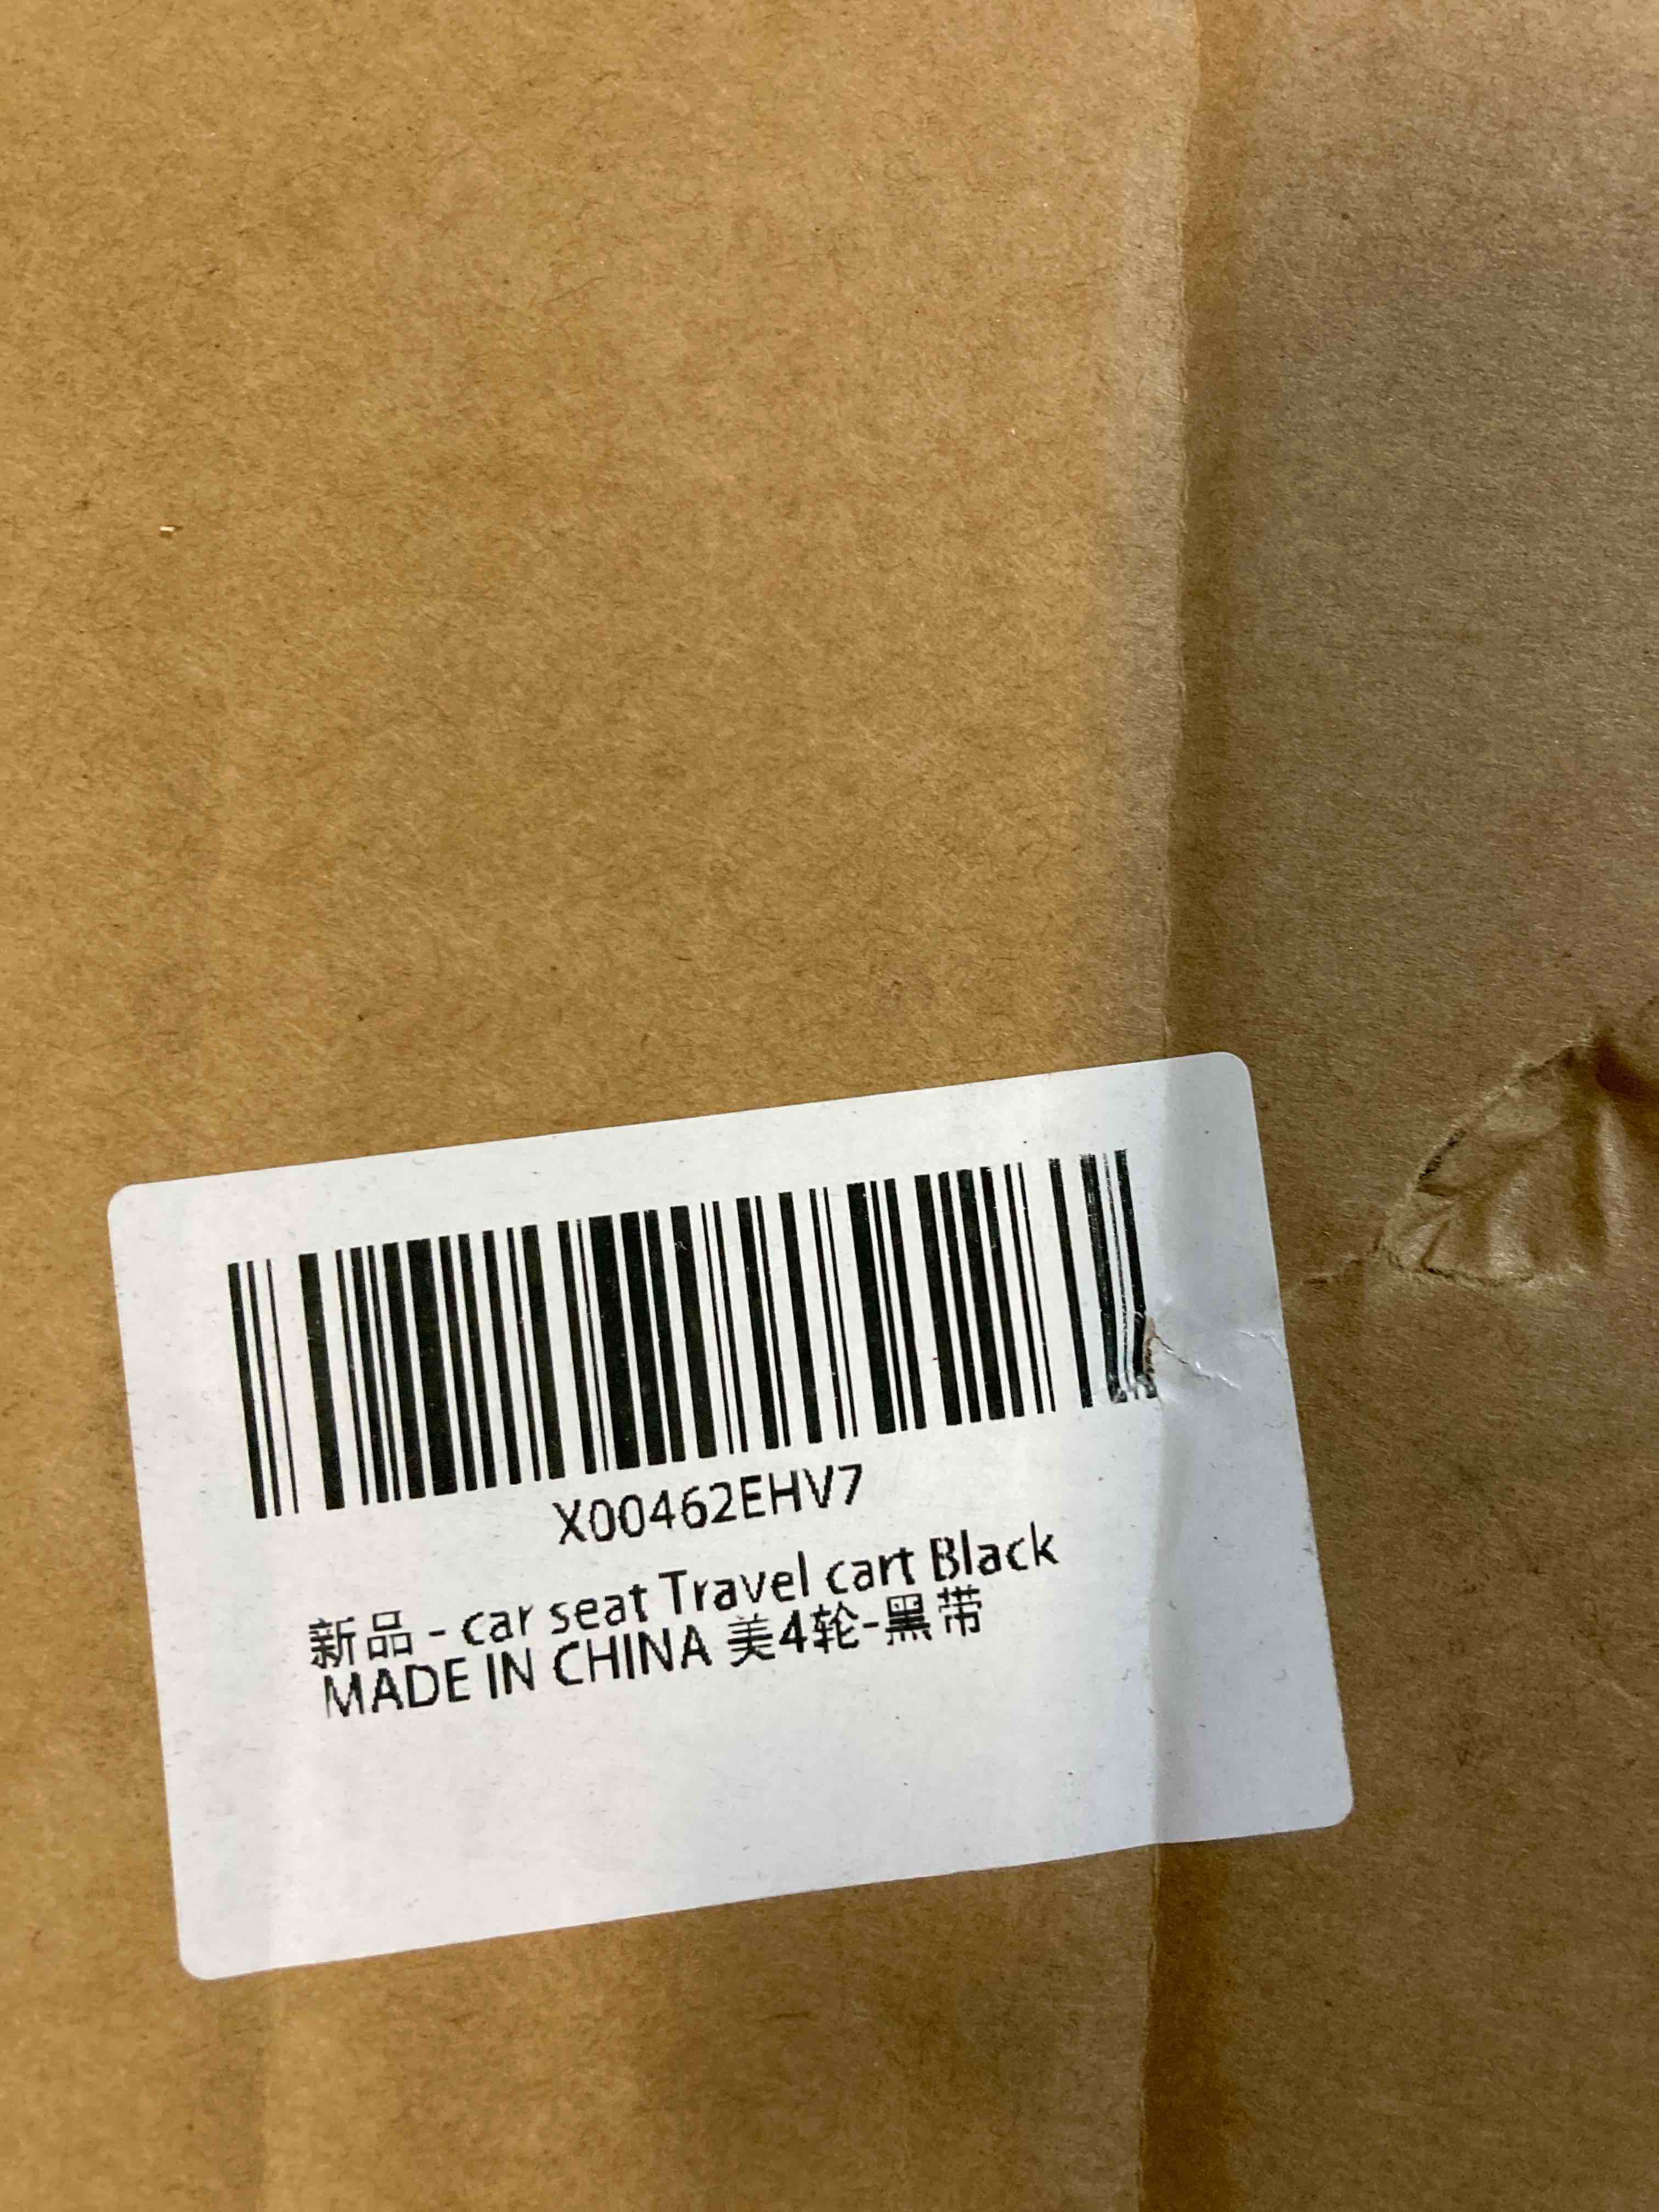 X00462EHV7
新品 - car seat Travel cart Black
MADE IN CHINA 美4轮-黑带